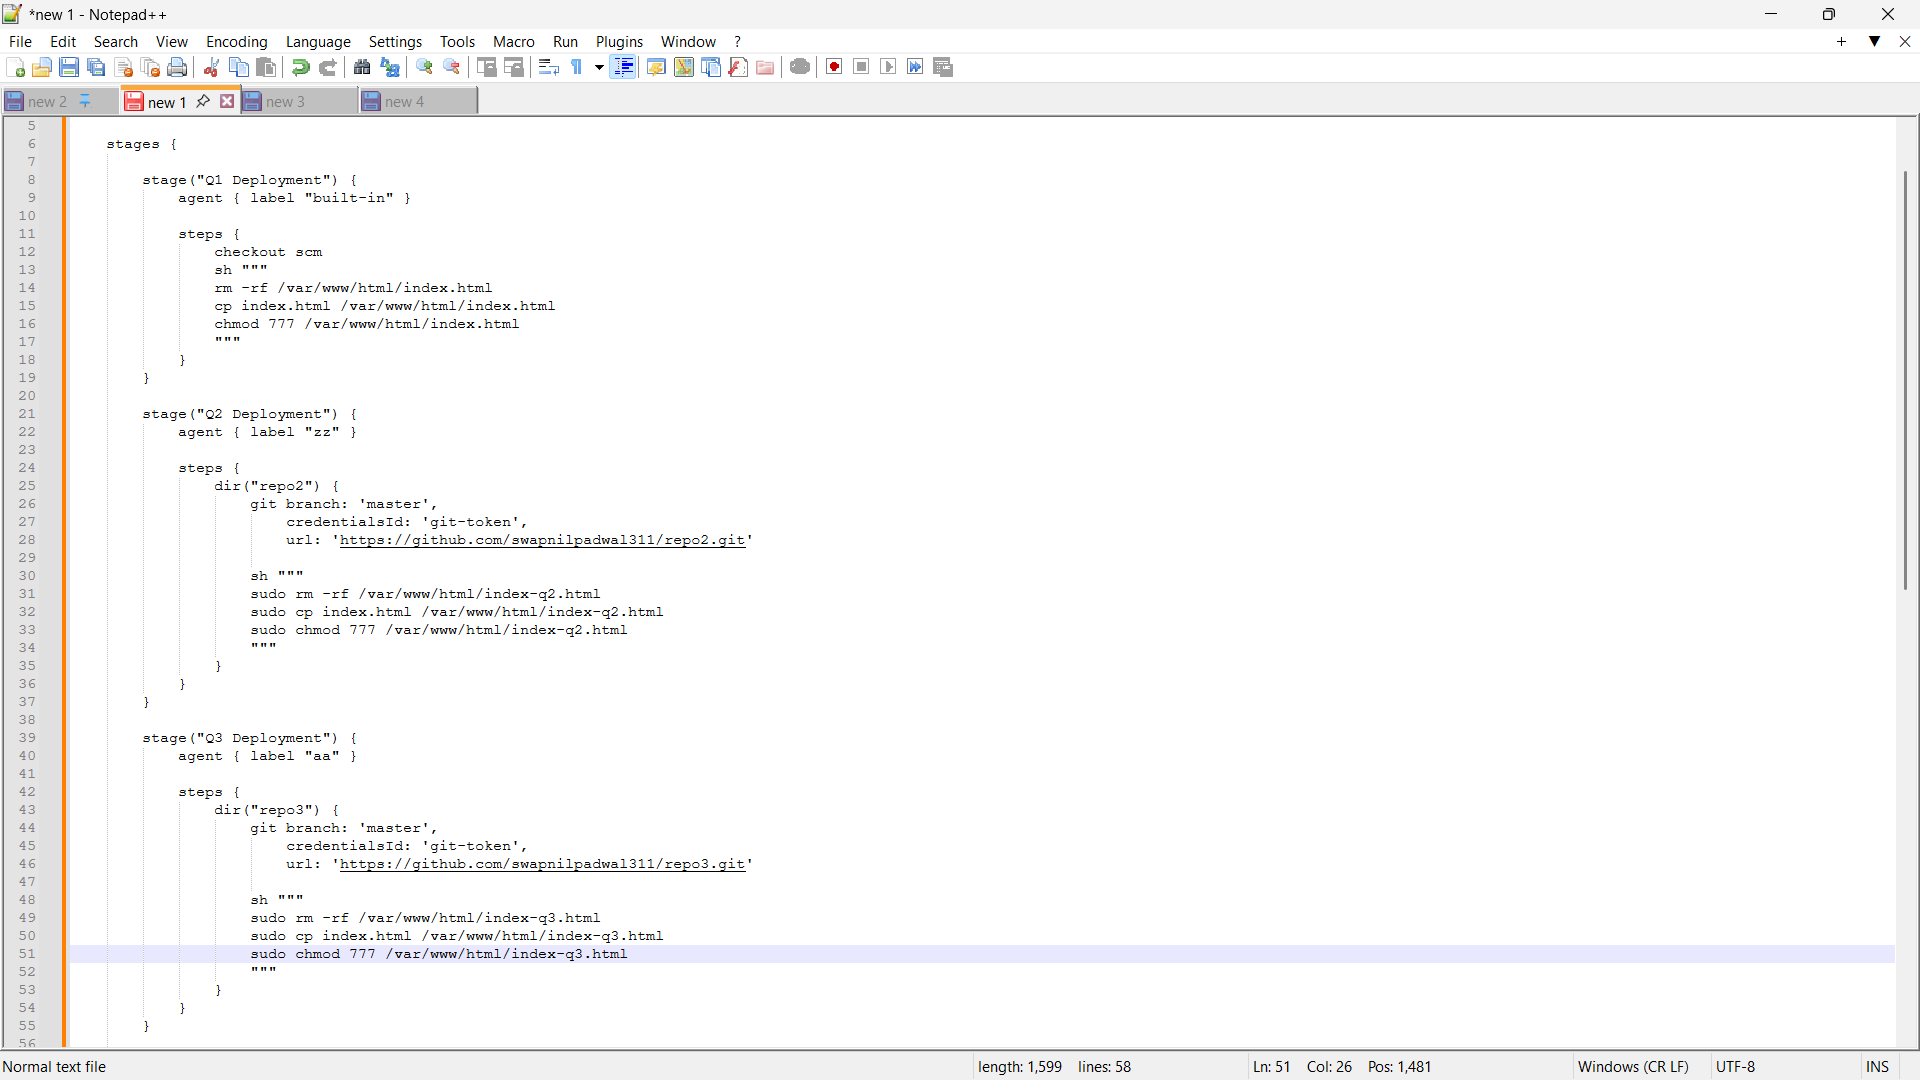 *new 1 - Notepad++
File Edit Search View Encoding Language Settings Tools Macro Run Plugins Window ?
new 2 new 1 new 3 new 4
5
6 stages {
7
8 stage("Q1 Deployment") {
9 agent { label "built-in" }
10
11 steps {
12 checkout scm
13 sh """
14 rm -rf /var/www/html/index.html
15 cp index.html /var/www/html/index.html
16 chmod 777 /var/www/html/index.html
17 """
18 }
19 }
20
21 stage("Q2 Deployment") {
22 agent { label "zz" }
23
24 steps {
25 dir("repo2") {
26 git branch: 'master',
27 credentialsId: 'git-token',
28 url: 'https://github.com/swapnilpadwal311/repo2.git'
29
30 sh """
31 sudo rm -rf /var/www/html/index-q2.html
32 sudo cp index.html /var/www/html/index-q2.html
33 sudo chmod 777 /var/www/html/index-q2.html
34 """
35 }
36 }
37 }
38
39 stage("Q3 Deployment") {
40 agent { label "aa" }
41
42 steps {
43 dir("repo3") {
44 git branch: 'master',
45 credentialsId: 'git-token',
46 url: 'https://github.com/swapnilpadwal311/repo3.git'
47
48 sh """
49 sudo rm -rf /var/www/html/index-q3.html
50 sudo cp index.html /var/www/html/index-q3.html
51 sudo chmod 777 /var/www/html/index-q3.html
52 """
53 }
54 }
55 }
56
Normal text file length: 1,599 lines: 58 Ln: 51 Col: 26 Pos: 1,481 Windows (CR LF) UTF-8 INS